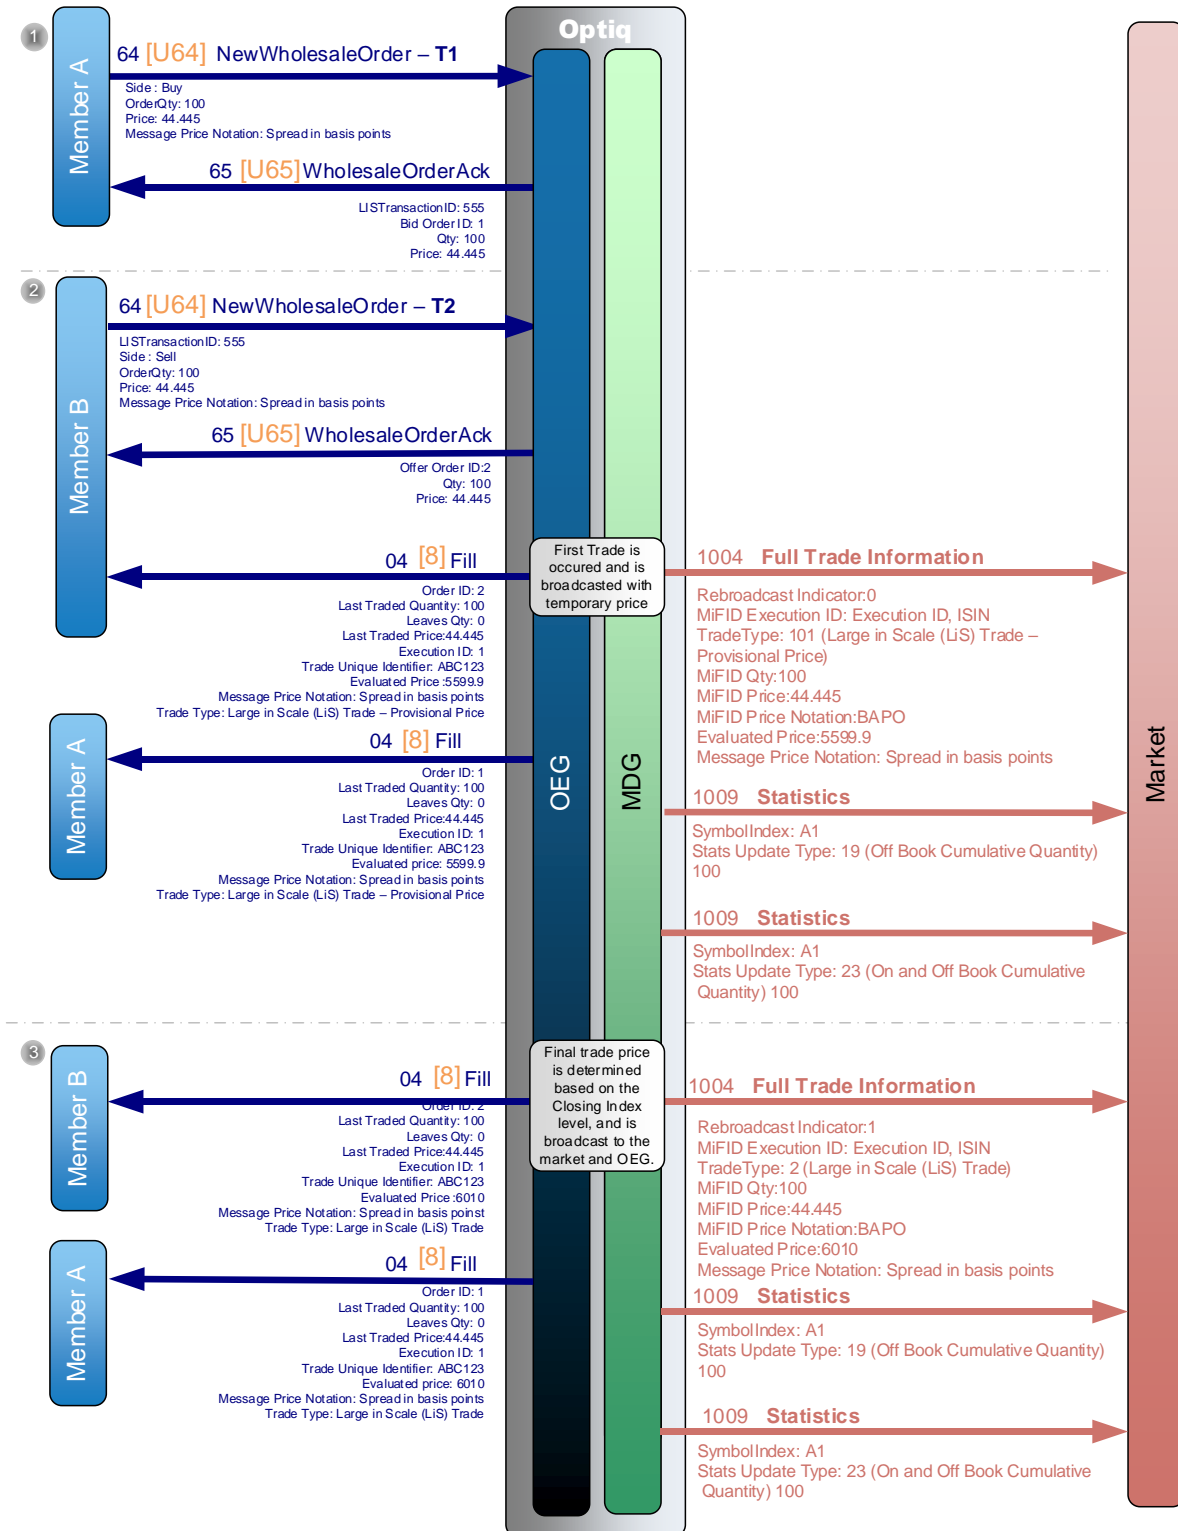 Optiq
1
Member A
64 [U64] NewWholesaleOrder – T1
Side : Buy
OrderQty: 100
Price: 44.445
Message Price Notation: Spread in basis points
65 [U65] WholesaleOrderAck
LISTransactionID: 555
Bid Order ID: 1
Qty: 100
Price: 44.445
2
Member B
64 [U64] NewWholesaleOrder – T2
LISTransactionID: 555
Side : Sell
OrderQty: 100
Price: 44.445
Message Price Notation: Spread in basis points
65 [U65] WholesaleOrderAck
Offer Order ID:2
Qty: 100
Price: 44.445
04 [8] Fill
Order ID: 2
Last Traded Quantity: 100
Leaves Qty: 0
Last Traded Price:44.445
Execution ID: 1
Trade Unique Identifier: ABC123
Evaluated Price :5599.9
Message Price Notation: Spread in basis points
Trade Type: Large in Scale (LiS) Trade – Provisional Price
First Trade is
occured and is
broadcasted with
temporary price
1004 Full Trade Information
Rebroadcast Indicator:0
MiFID Execution ID: Execution ID, ISIN
TradeType: 101 (Large in Scale (LiS) Trade –
Provisional Price)
MiFID Qty:100
MiFID Price:44.445
MiFID Price Notation:BAPO
Evaluated Price:5599.9
Message Price Notation: Spread in basis points
Member A
04 [8] Fill
Order ID: 1
Last Traded Quantity: 100
Leaves Qty: 0
Last Traded Price:44.445
Execution ID: 1
Trade Unique Identifier: ABC123
Evaluated price: 5599.9
Message Price Notation: Spread in basis points
Trade Type: Large in Scale (LiS) Trade – Provisional Price
OEG
MDG
Market
1009 Statistics
SymbolIndex: A1
Stats Update Type: 19 (Off Book Cumulative Quantity)
100
1009 Statistics
SymbolIndex: A1
Stats Update Type: 23 (On and Off Book Cumulative
Quantity) 100
3
Member B
04 [8] Fill
Order ID: 2
Last Traded Quantity: 100
Leaves Qty: 0
Last Traded Price:44.445
Execution ID: 1
Trade Unique Identifier: ABC123
Evaluated Price :6010
Message Price Notation: Spread in basis poinst
Trade Type: Large in Scale (LiS) Trade
Final trade price
is determined
based on the
Closing Index
level, and is
broadcast to the
market and OEG.
1004 Full Trade Information
Rebroadcast Indicator:1
MiFID Execution ID: Execution ID, ISIN
TradeType: 2 (Large in Scale (LiS) Trade)
MiFID Qty:100
MiFID Price:44.445
MiFID Price Notation:BAPO
Evaluated Price:6010
Message Price Notation: Spread in basis points
Member A
04 [8] Fill
Order ID: 1
Last Traded Quantity: 100
Leaves Qty: 0
Last Traded Price:44.445
Execution ID: 1
Trade Unique Identifier: ABC123
Evaluated price: 6010
Message Price Notation: Spread in basis points
Trade Type: Large in Scale (LiS) Trade
1009 Statistics
SymbolIndex: A1
Stats Update Type: 19 (Off Book Cumulative Quantity)
100
1009 Statistics
SymbolIndex: A1
Stats Update Type: 23 (On and Off Book Cumulative
Quantity) 100